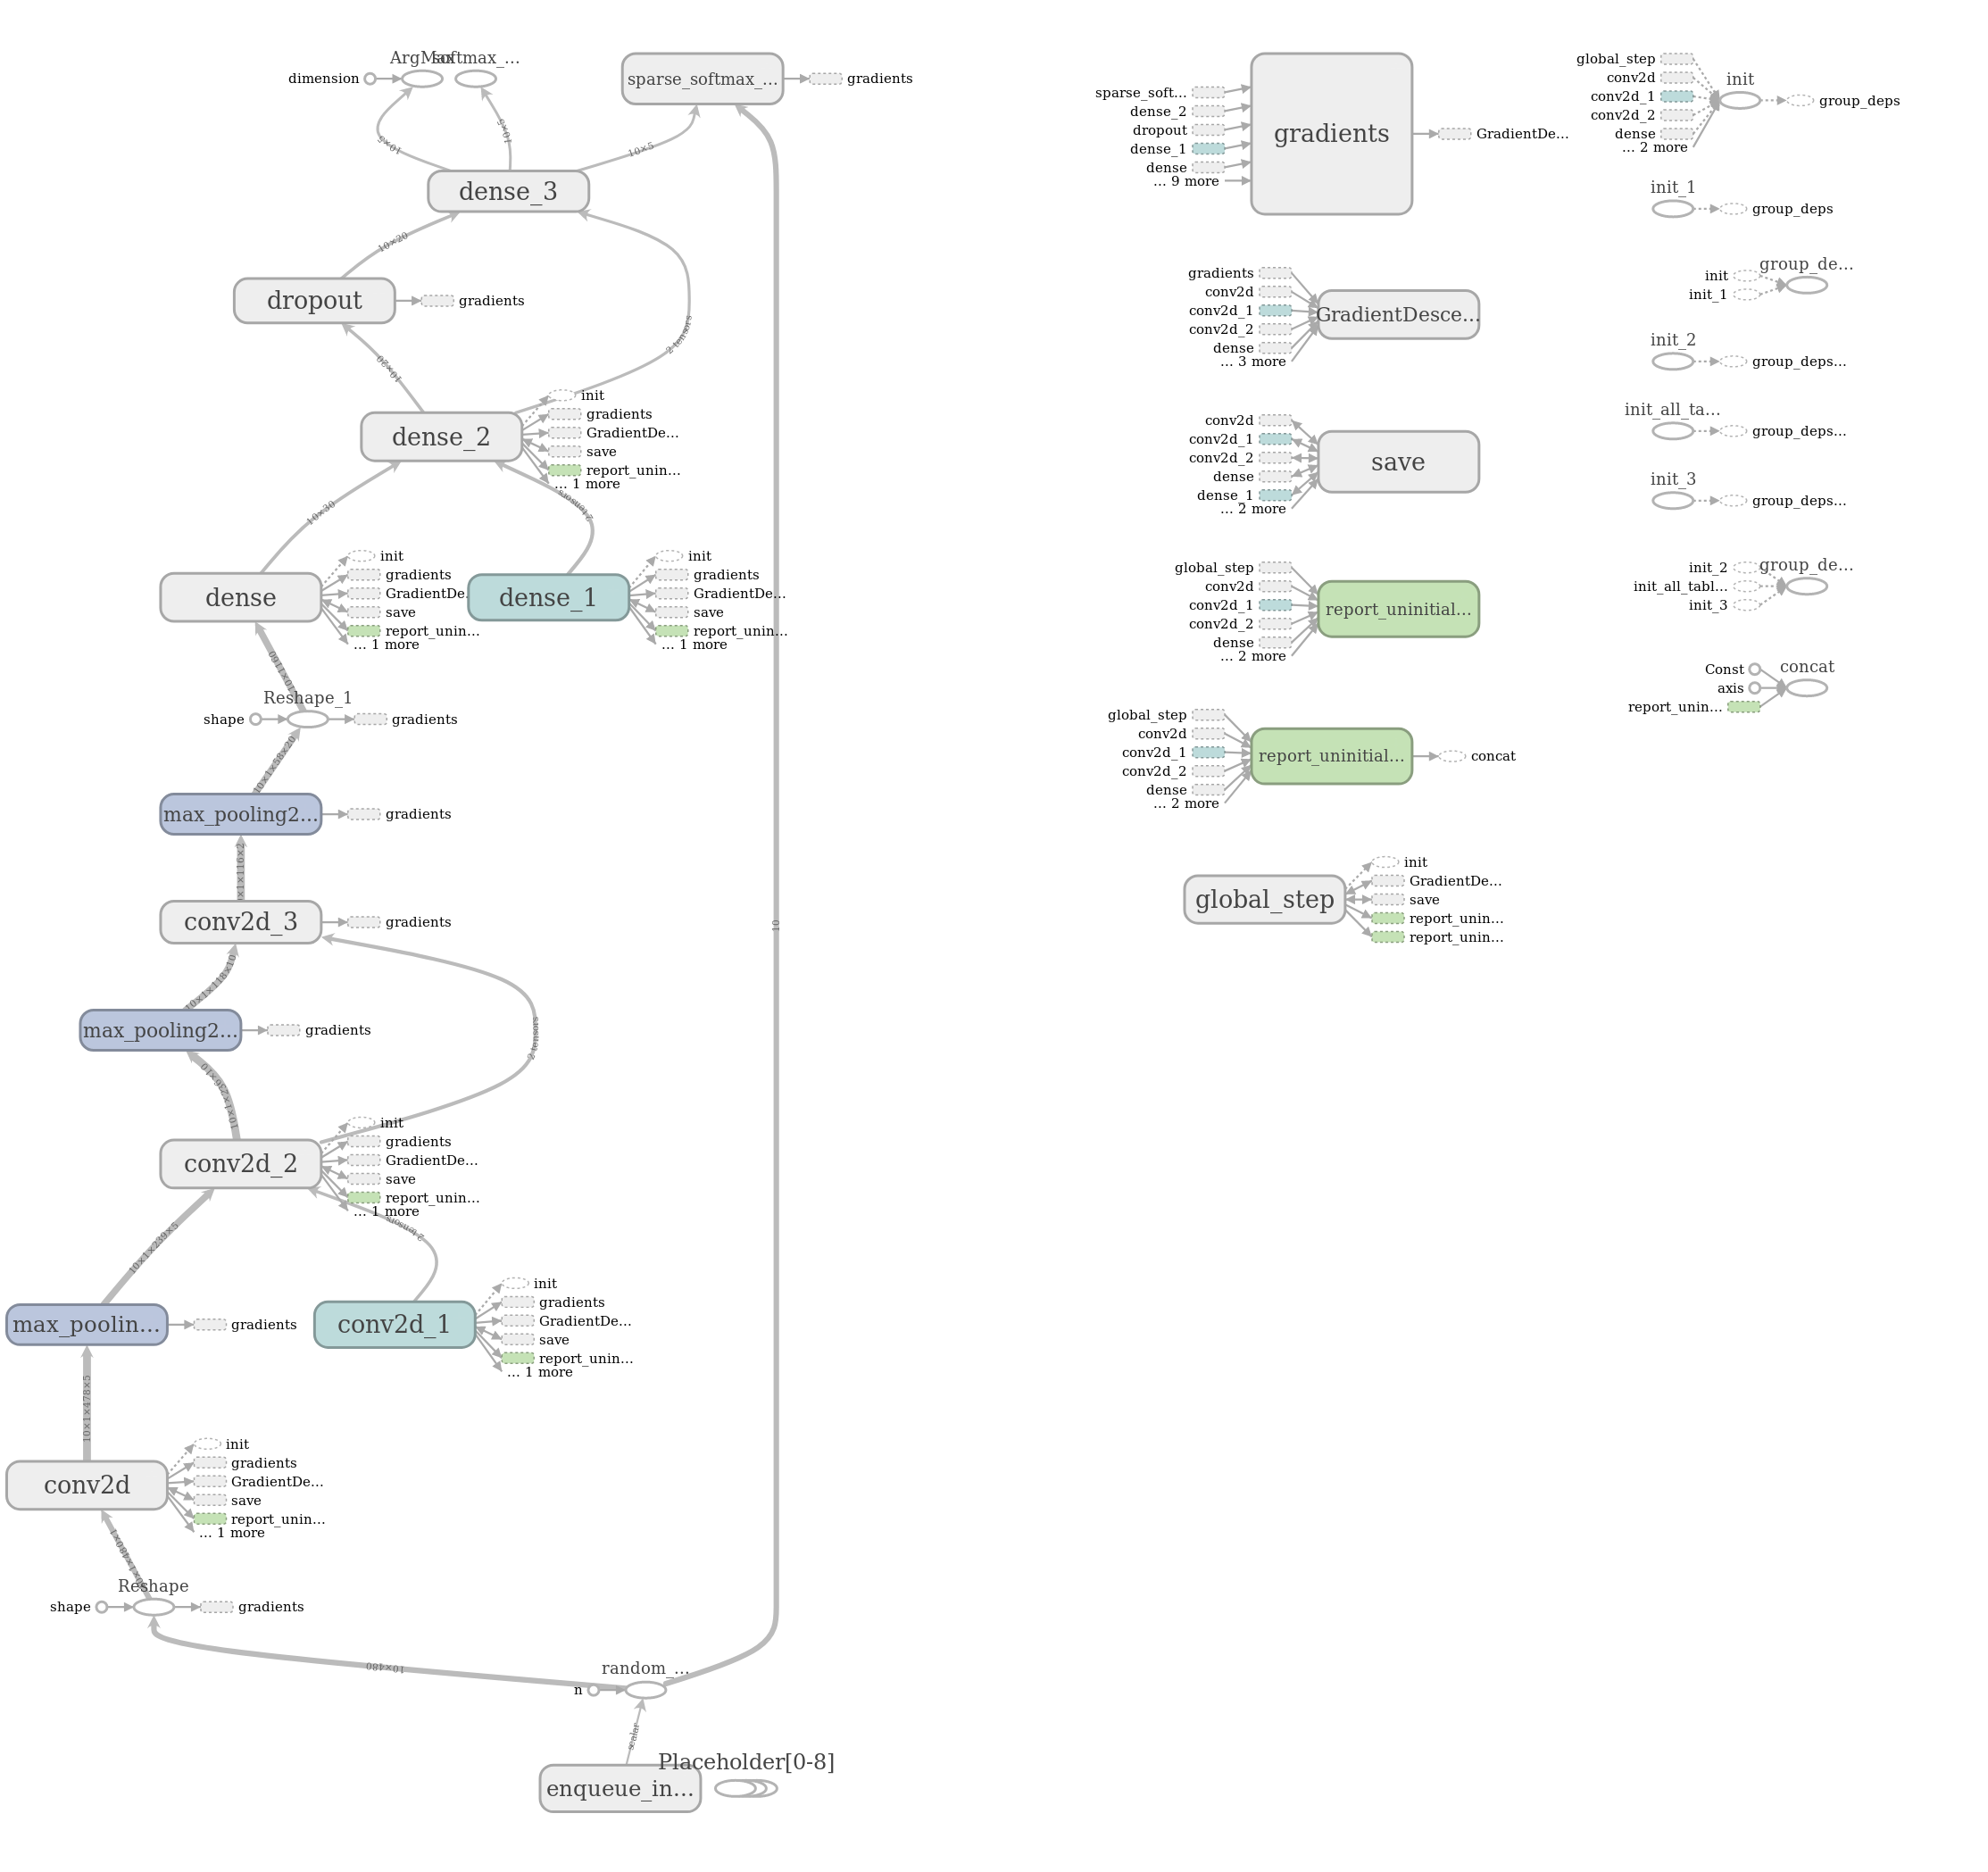 ArgMax
softmax_...
dimension
sparse_softmax_...
gradients
10×5
10×5
10×5
dense_3
10×20
2 tensors
dropout
gradients
10×20
dense_2
init
gradients
GradientDe...
save
report_unin...
... 1 more
10×30
2 tensors
dense
init
gradients
GradientDe...
save
report_unin...
... 1 more
dense_1
init
gradients
GradientDe...
save
report_unin...
... 1 more
10×1160
Reshape_1
shape
gradients
10×1×58×20
max_pooling2...
gradients
conv2d_3
gradients
10
10×1×118×10
max_pooling2...
gradients
2 tensors
10×1×236×10
conv2d_2
init
gradients
GradientDe...
save
report_unin...
... 1 more
10×1×239×5
2 tensors
max_poolin...
gradients
conv2d_1
init
gradients
GradientDe...
save
report_unin...
... 1 more
10×1×478×5
conv2d
init
gradients
GradientDe...
save
report_unin...
... 1 more
Reshape
shape
gradients
10×480
random_...
n
scalar
Placeholder[0-8]
enqueue_in...
sparse_soft...
dense_2
dropout
dense_1
dense
... 9 more
gradients
GradientDe...
gradients
conv2d
conv2d_1
conv2d_2
dense
... 3 more
GradientDesce...
conv2d
conv2d_1
conv2d_2
dense
dense_1
... 2 more
save
global_step
conv2d
conv2d_1
conv2d_2
dense
... 2 more
report_uninitial...
global_step
conv2d
conv2d_1
conv2d_2
dense
... 2 more
report_uninitial...
concat
global_step
init
GradientDe...
save
report_unin...
report_unin...
global_step
conv2d
conv2d_1
conv2d_2
dense
... 2 more
init
group_deps
init_1
group_deps
init
init_1
group_de...
init_2
group_deps...
init_all_ta...
group_deps...
init_3
group_deps...
init_2
init_all_tabl...
init_3
group_de...
Const
axis
report_unin...
concat